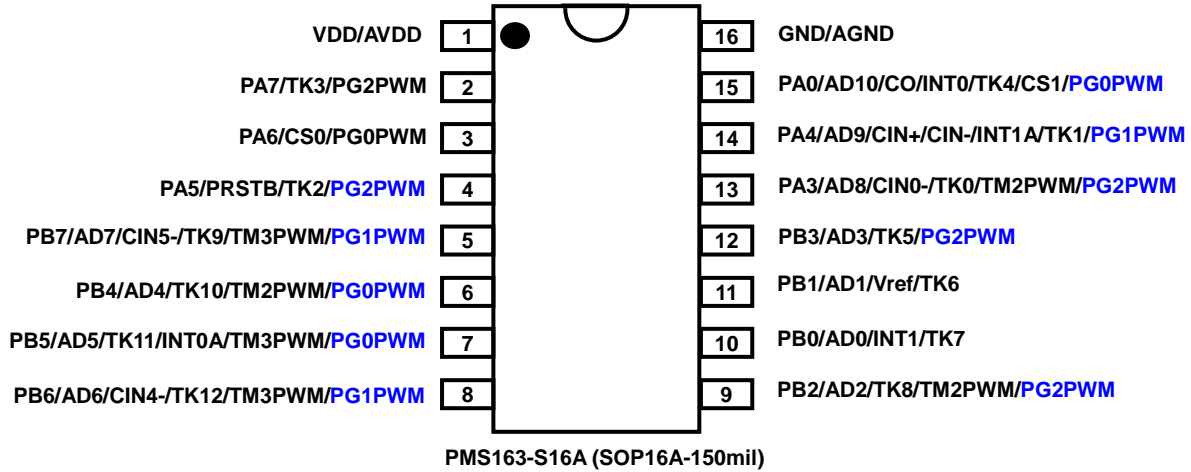 VDD/AVDD 1 16 GND/AGND
PA7/TK3/PG2PWM 2 15 PA0/AD10/CO/INT0/TK4/CS1/PG0PWM
PA6/CS0/PG0PWM 3 14 PA4/AD9/CIN+/CIN-/INT1A/TK1/PG1PWM
PA5/PRSTB/TK2/PG2PWM 4 13 PA3/AD8/CIN0-/TK0/TM2PWM/PG2PWM
PB7/AD7/CIN5-/TK9/TM3PWM/PG1PWM 5 12 PB3/AD3/TK5/PG2PWM
PB4/AD4/TK10/TM2PWM/PG0PWM 6 11 PB1/AD1/Vref/TK6
PB5/AD5/TK11/INT0A/TM3PWM/PG0PWM 7 10 PB0/AD0/INT1/TK7
PB6/AD6/CIN4-/TK12/TM3PWM/PG1PWM 8 9 PB2/AD2/TK8/TM2PWM/PG2PWM
PMS163-S16A (SOP16A-150mil)